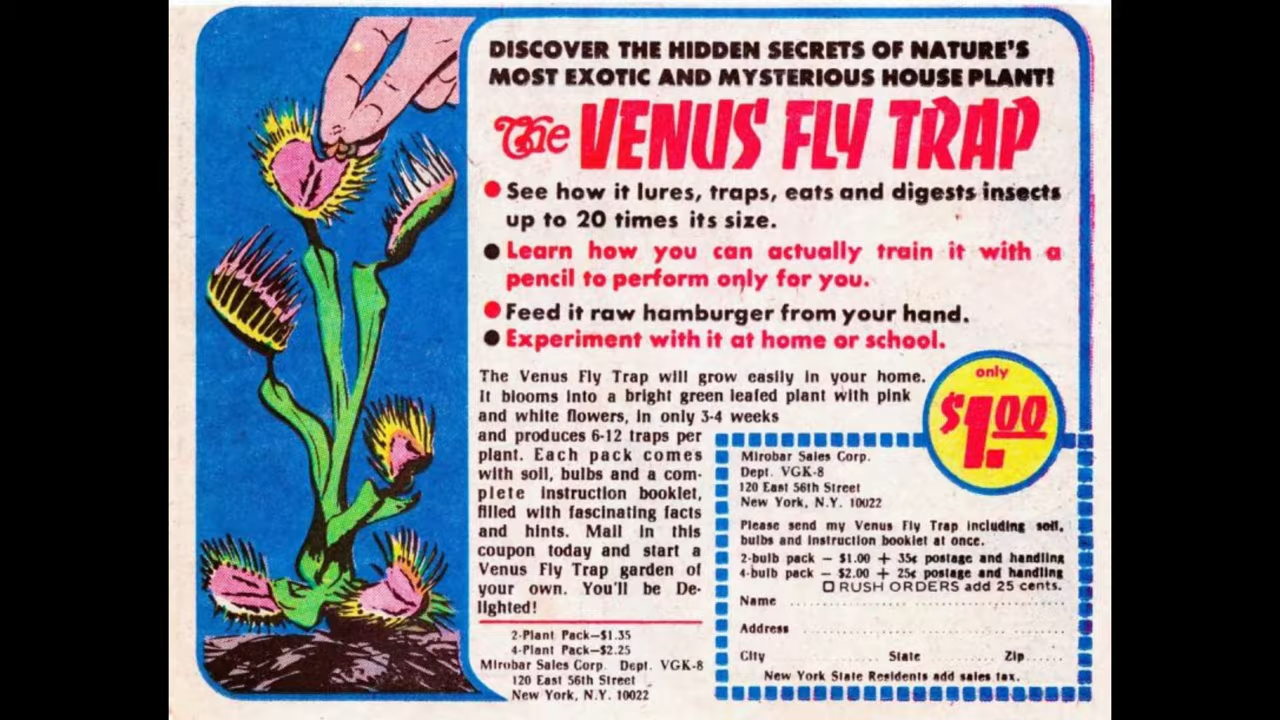 DISCOVER THE HIDDEN SECRETS OF NATURE'S
MOST EXOTIC AND MYSTERIOUS HOUSE PLANT!
The VENUS FLY TRAP
● See how it lures, traps, eats and digests insects
up to 20 times its size.
● Learn how you can actually train it with a
pencil to perform only for you.
● Feed it raw hamburger from your hand.
● Experiment with it at home or school.
The Venus Fly Trap will grow easily in your home.
It blooms into a bright green leafed plant with pink
and white flowers, in only 3-4 weeks
and produces 6-12 traps per
plant. Each pack comes
with soil, bulbs and a com-
plete instruction booklet,
filled with fascinating facts
and hints. Mail in this
coupon today and start a
Venus Fly Trap garden of
your own. You'll be De-
lighted!
2-Plant Pack—$1.35
4-Plant Pack—$2.25
Mirobar Sales Corp. Dept. VGK-8
120 East 56th Street
New York, N.Y. 10022
only
$1.00
Mirobar Sales Corp.
Dept. VGK-8
120 East 56th Street
New York, N.Y. 10022
Please send my Venus Fly Trap including soil,
bulbs and instruction booklet at once.
2-bulb pack — $1.00 + 35¢ postage and handling
4-bulb pack — $2.00 + 25¢ postage and handling
□ RUSH ORDERS add 25 cents.
Name
Address
City State Zip
New York State Residents add sales tax.